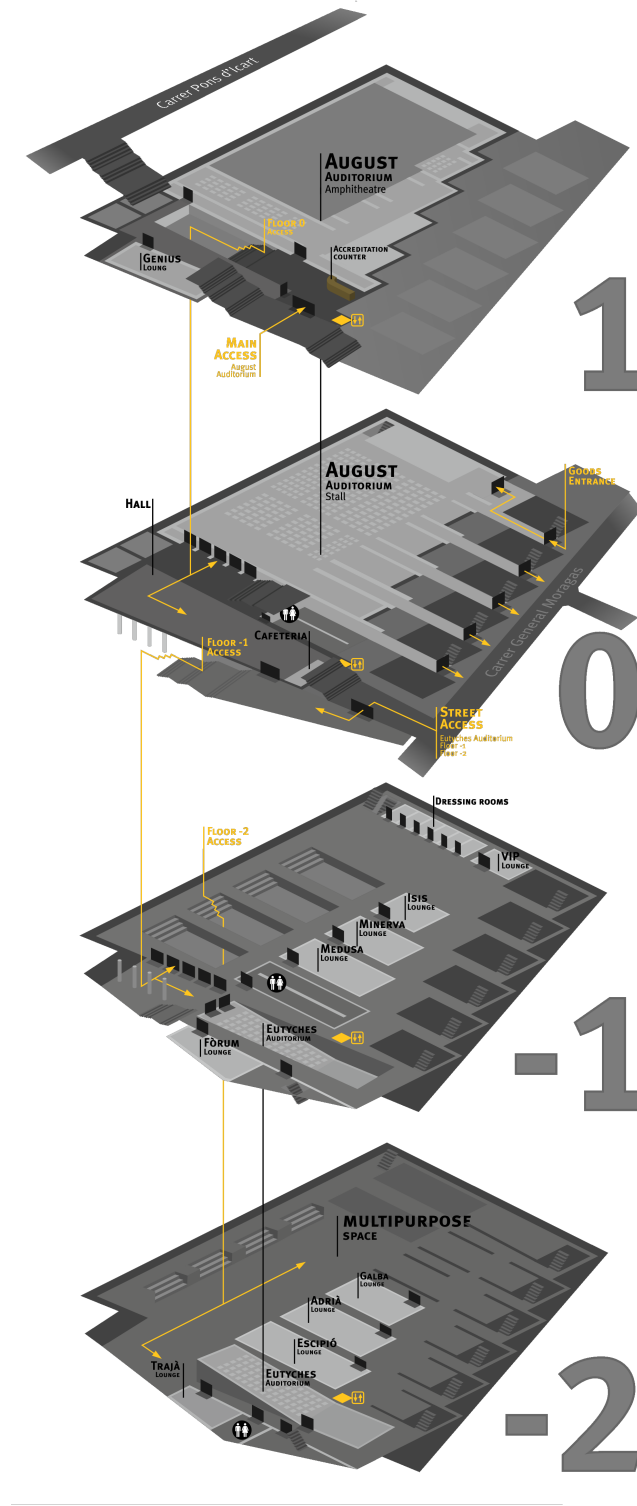 Carrer Pons d'Icart
August
Auditorium
Amphitheatre
Floor 0
Access
Accreditation
counter
Genius
Loung
Main
Access
August
Auditorium
1
August
Auditorium
Stall
Goods
Entrance
Hall
Carrer General Moragas
Cafeteria
Floor -1
Access
Street
Access
Eutyches Auditorium
Floor -1
Floor -2
0
Dressing rooms
VIP
Lounge
Floor -2
Access
Isis
Lounge
Minerva
Lounge
Medusa
Lounge
Eutyches
Auditorium
Fòrum
Lounge
-1
Multipurpose
space
Galba
Lounge
Adrià
Lounge
Escipió
Lounge
Trajà
Lounge
Eutyches
Auditorium
-2